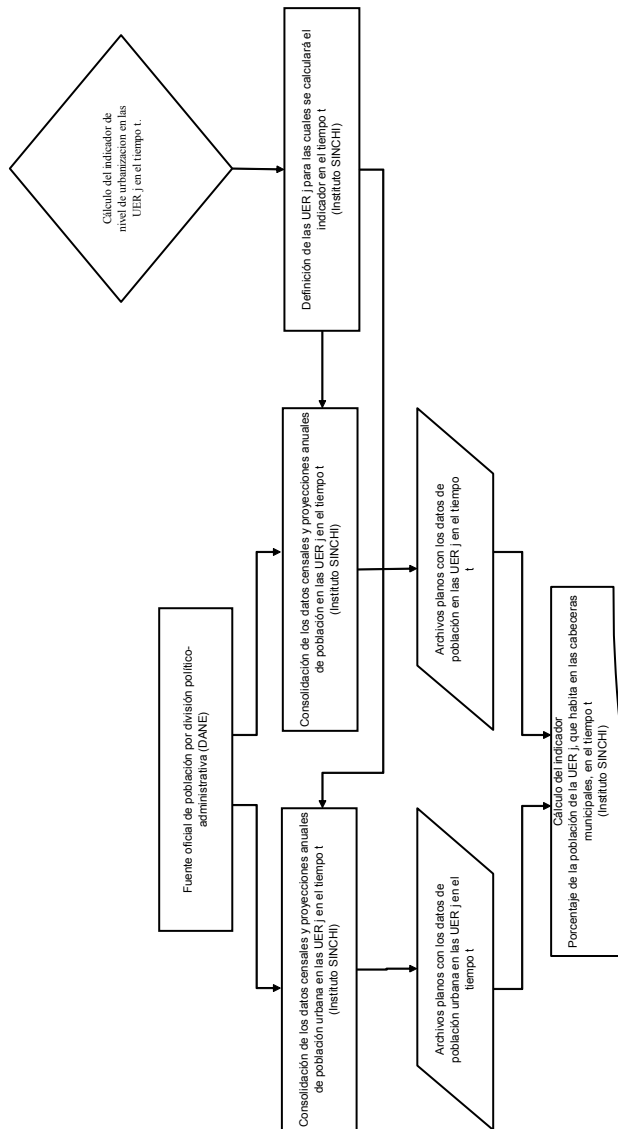 Cálculo del indicador de
nivel de urbanizacion en las
UER j en el tiempo t.
Definición de las UER j para las cuales se calculará el
indicador en el tiempo t
(Instituto SINCHI)
Fuente oficial de población por división político-
administrativa (DANE)
Consolidación de los datos censales y proyecciones anuales
de población en las UER j en el tiempo t
(Instituto SINCHI)
Consolidación de los datos censales y proyecciones anuales
de población urbana en las UER j en el tiempo t
(Instituto SINCHI)
Archivos planos con los datos de
población en las UER j en el tiempo
t
Archivos planos con los datos de
población urbana en las UER j en el
tiempo t
Cálculo del indicador
Porcentaje de la población de la UER j, que habita en las cabeceras
municipales, en el tiempo t
(Instituto SINCHI)